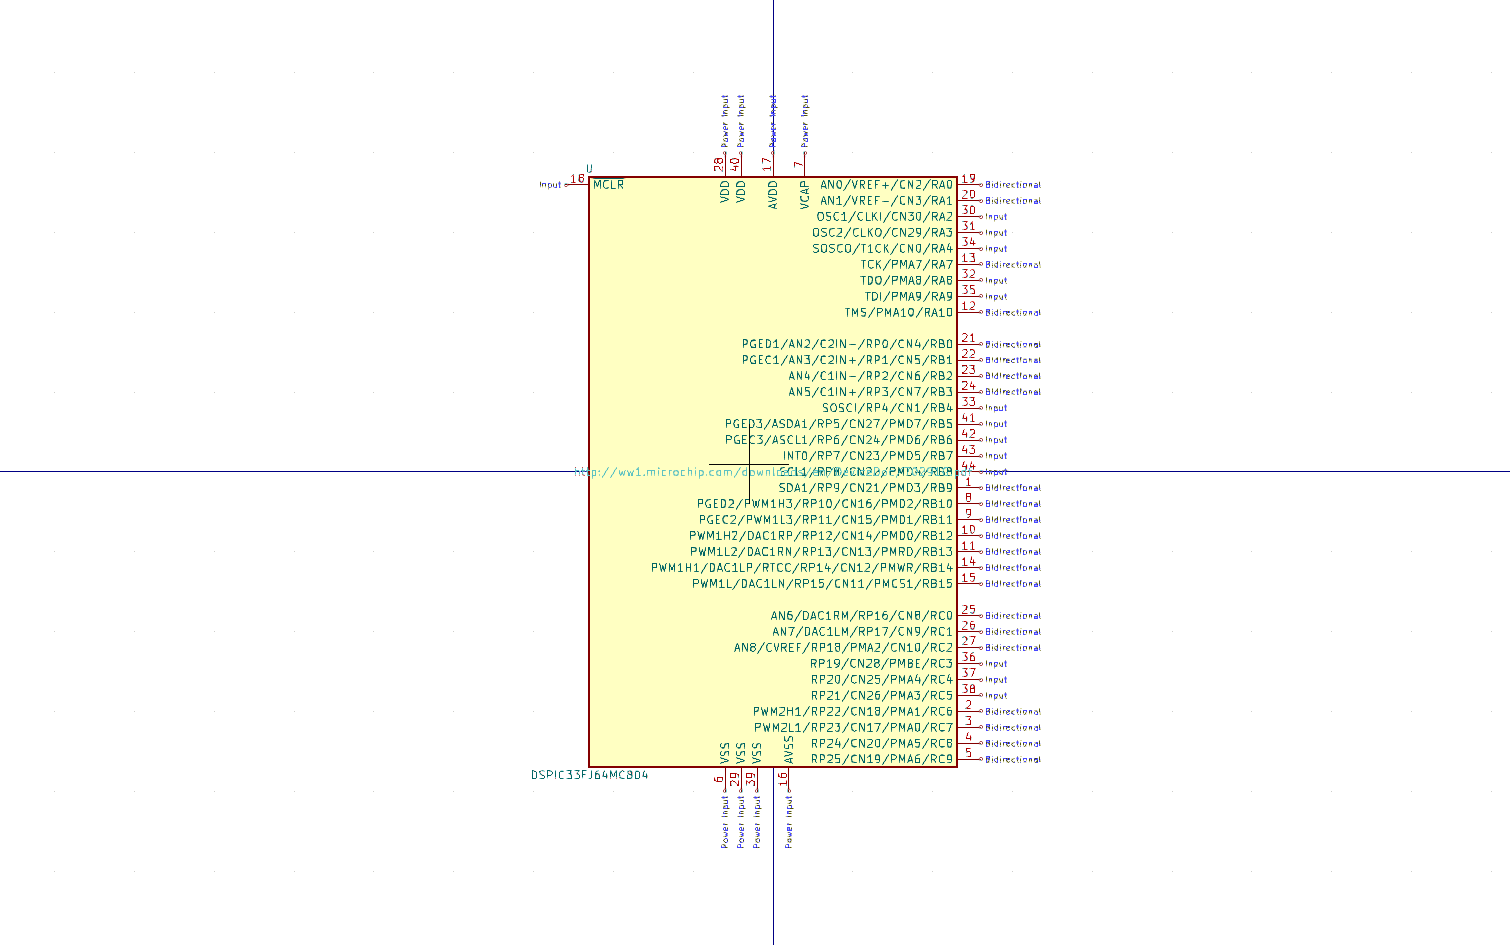 Power Input Power Input Power Input Power Input
28 40 17 7
U
Input 18 MCLR
VDD VDD AVDD VCAP
AN0/VREF+/CN2/RA0 19 Bidirectional
AN1/VREF-/CN3/RA1 20 Bidirectional
OSC1/CLKI/CN30/RA2 30 Input
OSC2/CLKO/CN29/RA3 31 Input
SOSCO/T1CK/CN0/RA4 34 Input
TCK/PMA7/RA7 13 Bidirectional
TDO/PMA8/RA8 32 Input
TDI/PMA9/RA9 35 Input
TMS/PMA10/RA10 12 Bidirectional
PGED1/AN2/C2IN-/RP0/CN4/RB0 21 Bidirectional
PGEC1/AN3/C2IN+/RP1/CN5/RB1 22 Bidirectional
AN4/C1IN-/RP2/CN6/RB2 23 Bidirectional
AN5/C1IN+/RP3/CN7/RB3 24 Bidirectional
SOSCI/RP4/CN1/RB4 33 Input
PGED3/ASDA1/RP5/CN27/PMD7/RB5 41 Input
PGEC3/ASCL1/RP6/CN24/PMD6/RB6 42 Input
INT0/RP7/CN23/PMD5/RB7 43 Input
44 Input
SDA1/RP9/CN21/PMD3/RB9 1 Bidirectional
PGED2/PWM1H3/RP10/CN16/PMD2/RB10 8 Bidirectional
PGEC2/PWM1L3/RP11/CN15/PMD1/RB11 9 Bidirectional
PWM1H2/DAC1RP/RP12/CN14/PMD0/RB12 10 Bidirectional
PWM1L2/DAC1RN/RP13/CN13/PMRD/RB13 11 Bidirectional
PWM1H1/DAC1LP/RTCC/RP14/CN12/PMWR/RB14 14 Bidirectional
PWM1L/DAC1LN/RP15/CN11/PMCS1/RB15 15 Bidirectional
AN6/DAC1RM/RP16/CN8/RC0 25 Bidirectional
AN7/DAC1LM/RP17/CN9/RC1 26 Bidirectional
AN8/CVREF/RP18/PMA2/CN10/RC2 27 Bidirectional
RP19/CN28/PMBE/RC3 36 Input
RP20/CN25/PMA4/RC4 37 Input
RP21/CN26/PMA3/RC5 38 Input
PWM2H1/RP22/CN18/PMA1/RC6 2 Bidirectional
PWM2L1/RP23/CN17/PMA0/RC7 3 Bidirectional
RP24/CN20/PMA5/RC8 4 Bidirectional
RP25/CN19/PMA6/RC9 5 Bidirectional
VSS VSS VSS AVSS
DSPIC33FJ64MC804
6 29 39 16
Power Input Power Input Power Input Power Input